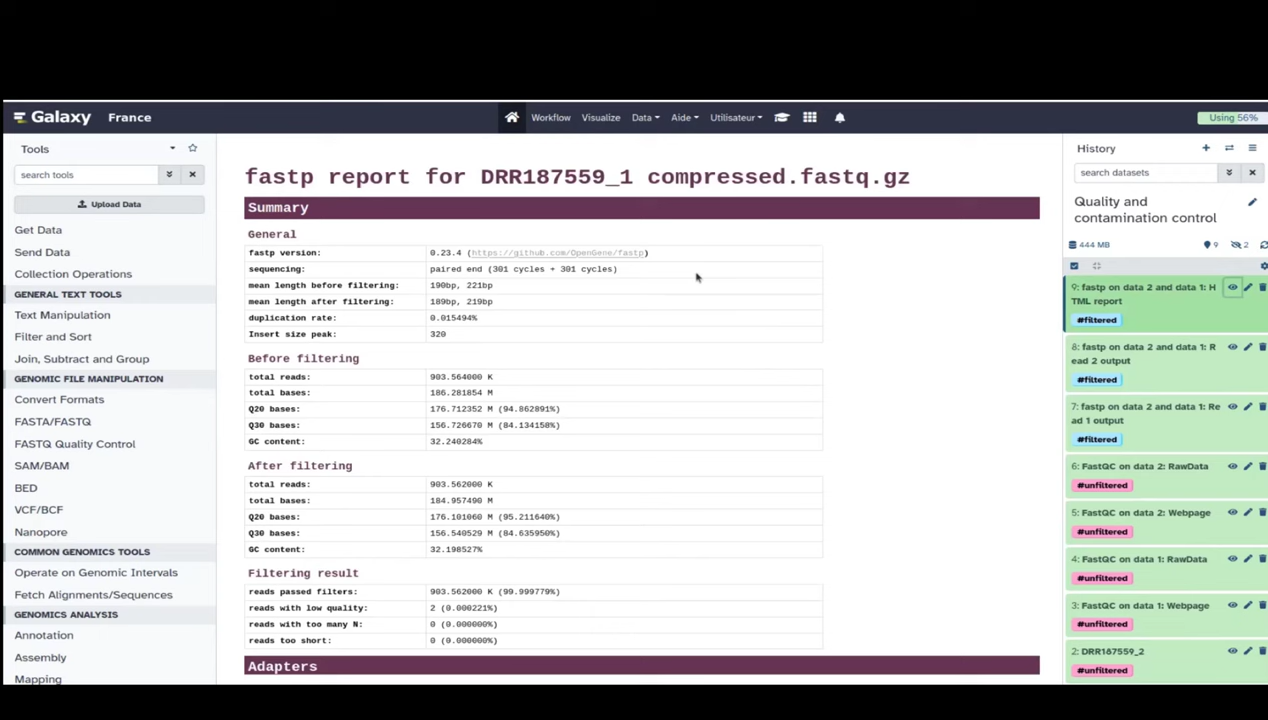 Galaxy France
Workflow Visualize Data Aide Utilisateur
Using 56%
Tools
search tools
Upload Data
Get Data
Send Data
Collection Operations
GENERAL TEXT TOOLS
Text Manipulation
Filter and Sort
Join, Subtract and Group
GENOMIC FILE MANIPULATION
Convert Formats
FASTA/FASTQ
FASTQ Quality Control
SAM/BAM
BED
VCF/BCF
Nanopore
COMMON GENOMICS TOOLS
Operate on Genomic Intervals
Fetch Alignments/Sequences
GENOMICS ANALYSIS
Annotation
Assembly
Mapping
fastp report for DRR187559_1 compressed.fastq.gz
Summary
General
fastp version: 0.23.4 (https://github.com/OpenGene/fastp)
sequencing: paired end (301 cycles + 301 cycles)
mean length before filtering: 190bp, 221bp
mean length after filtering: 189bp, 219bp
duplication rate: 0.015494%
Insert size peak: 320
Before filtering
total reads: 903.564000 K
total bases: 186.281854 M
Q20 bases: 176.712352 M (94.862891%)
Q30 bases: 156.726670 M (84.134158%)
GC content: 32.240284%
After filtering
total reads: 903.562000 K
total bases: 184.957490 M
Q20 bases: 176.101060 M (95.211640%)
Q30 bases: 156.540529 M (84.635950%)
GC content: 32.198527%
Filtering result
reads passed filters: 903.562000 K (99.999779%)
reads with low quality: 2 (0.000221%)
reads with too many N: 0 (0.000000%)
reads too short: 0 (0.000000%)
Adapters
History
search datasets
Quality and
contamination control
444 MB 9 2
9: fastp on data 2 and data 1: H
TML report
#filtered
8: fastp on data 2 and data 1: R
ead 2 output
#filtered
7: fastp on data 2 and data 1: Re
ad 1 output
#filtered
6: FastQC on data 2: RawData
#unfiltered
5: FastQC on data 2: Webpage
#unfiltered
4: FastQC on data 1: RawData
#unfiltered
3: FastQC on data 1: Webpage
#unfiltered
2: DRR187559_2
#unfiltered